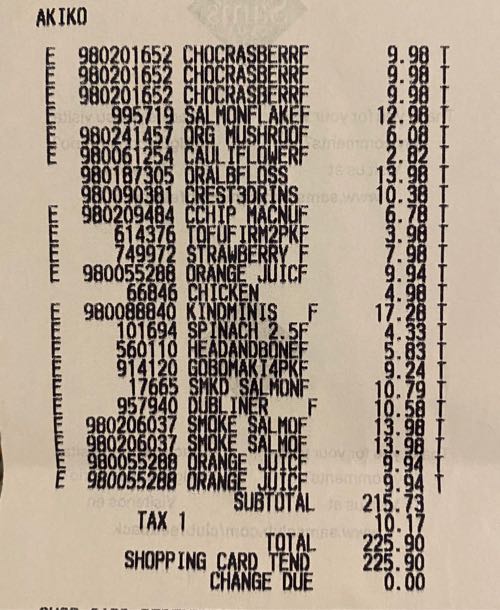 AKIKO
E 980201652 CHOCRASBERRF 9.98 T
E 980201652 CHOCRASBERRF 9.98 T
E 980201652 CHOCRASBERRF 9.98 T
E 995719 SALMONFLAKEF 12.98 T
E 980241457 ORG MUSHROOF 6.08 T
E 980061254 CAULIFLOWERF 2.82 T
980187305 ORALBFLOSS 13.98 T
980090381 CREST3DRINS 10.38 T
E 980209484 CCHIP MACNUF 6.78 T
E 614376 TOFUFIRM2PKF 3.98 T
E 749972 STRAWBERRY F 7.98 T
E 980055288 ORANGE JUICF 9.94 T
66846 CHICKEN 4.98 T
E 980088840 KINDMINIS F 17.28 T
E 101694 SPINACH 2.5F 4.33 T
E 560110 HEADANDBONEF 5.83 T
E 914120 GOBOMAKI4PKF 9.24 T
E 17665 SMKD SALMONF 10.79 T
E 957940 DUBLINER F 10.58 T
E 980206037 SMOKE SALMOF 13.98 T
E 980206037 SMOKE SALMOF 13.98 T
E 980055288 ORANGE JUICF 9.94 T
E 980055288 ORANGE JUICF 9.94 T
SUBTOTAL 215.73
TAX 1 10.17
TOTAL 225.90
SHOPPING CARD TEND 225.90
CHANGE DUE 0.00